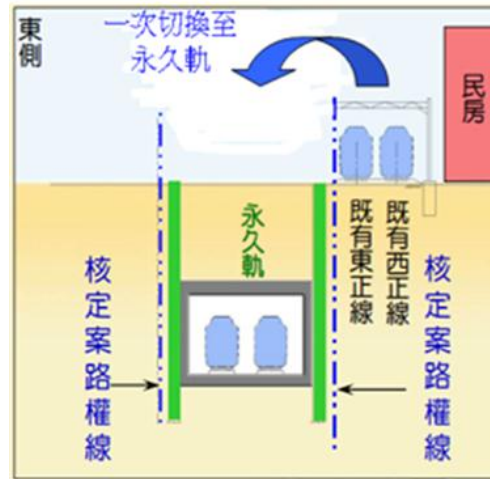 東側
一次切換至
永久軌
民房
永久軌
既有東正線
既有西正線
核定案路權線
核定案路權線